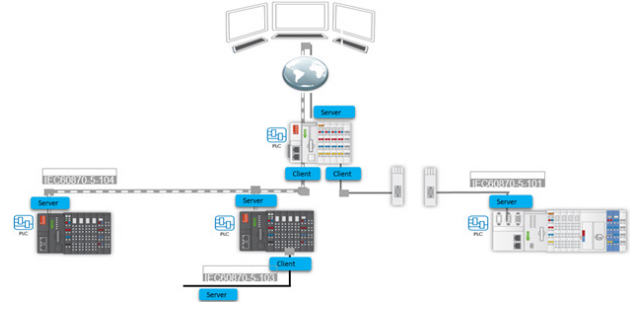 Server
PLC
Client
Client
IEC60870-5-104
IEC60870-5-101
Server
Server
Server
PLC
PLC
PLC
Client
IEC60870-5-103
Server